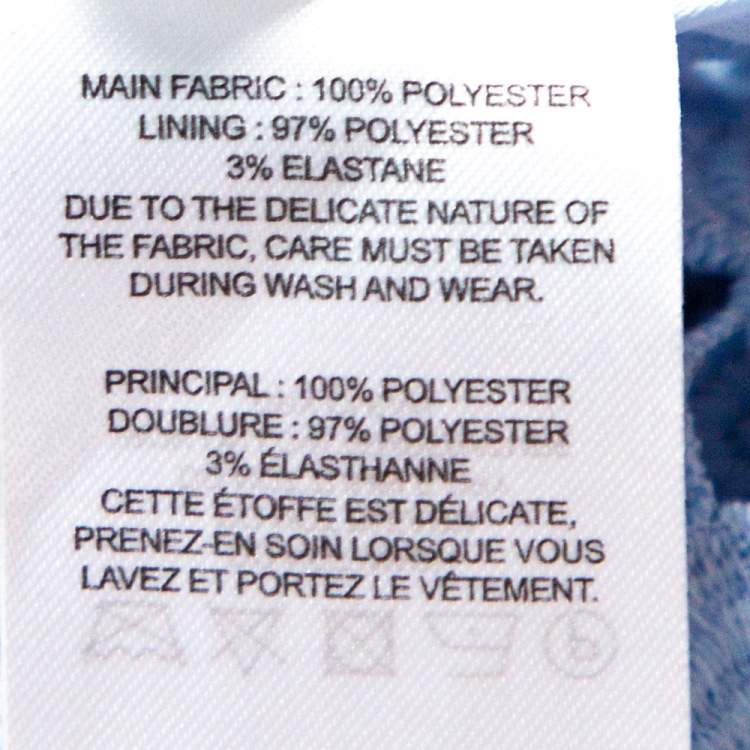 MAIN FABRIC : 100% POLYESTER
LINING : 97% POLYESTER
3% ELASTANE
DUE TO THE DELICATE NATURE OF
THE FABRIC, CARE MUST BE TAKEN
DURING WASH AND WEAR.
PRINCIPAL : 100% POLYESTER
DOUBLURE : 97% POLYESTER
3% ÉLASTHANNE
CETTE ÉTOFFE EST DÉLICATE,
PRENEZ-EN SOIN LORSQUE VOUS
LAVEZ ET PORTEZ LE VÊTEMENT.